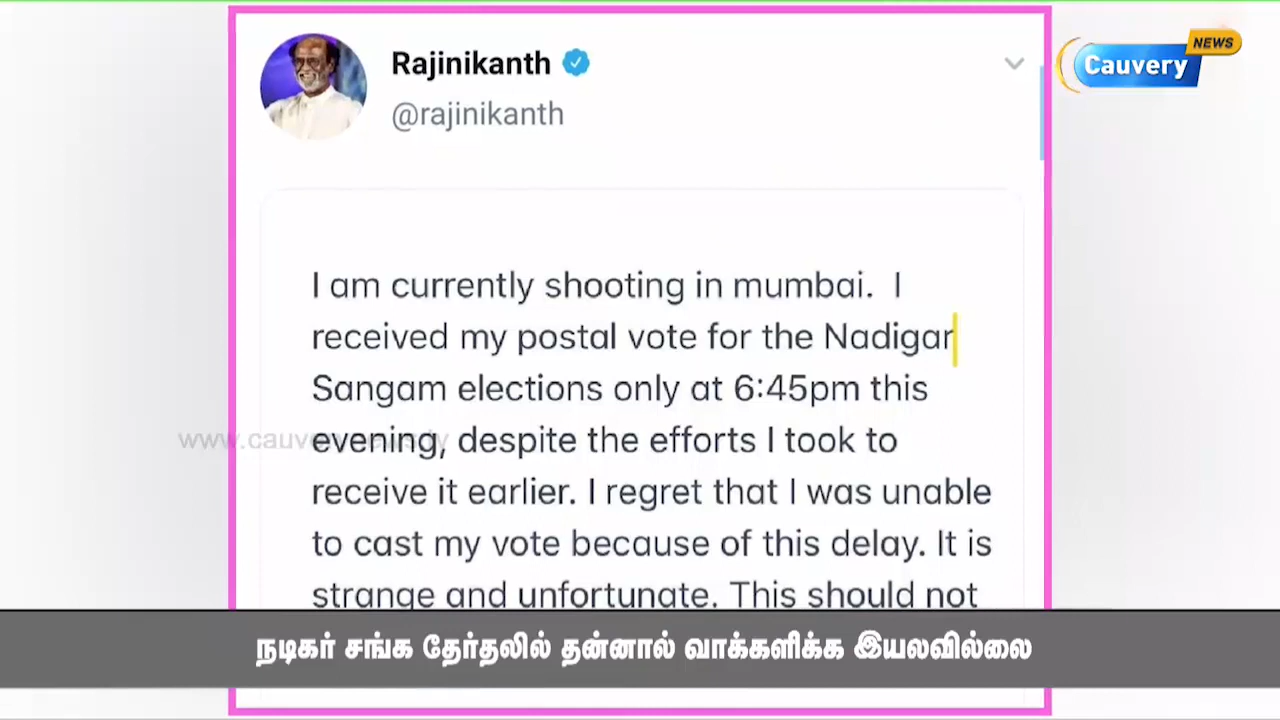 Rajinikanth
@rajinikanth
NEWS
Cauvery
I am currently shooting in mumbai. I
received my postal vote for the Nadigar
Sangam elections only at 6:45pm this
evening, despite the efforts I took to
receive it earlier. I regret that I was unable
to cast my vote because of this delay. It is
strange and unfortunate. This should not
நடிகர் சங்க தேர்தலில் தன்னால் வாக்களிக்க இயலவில்லை